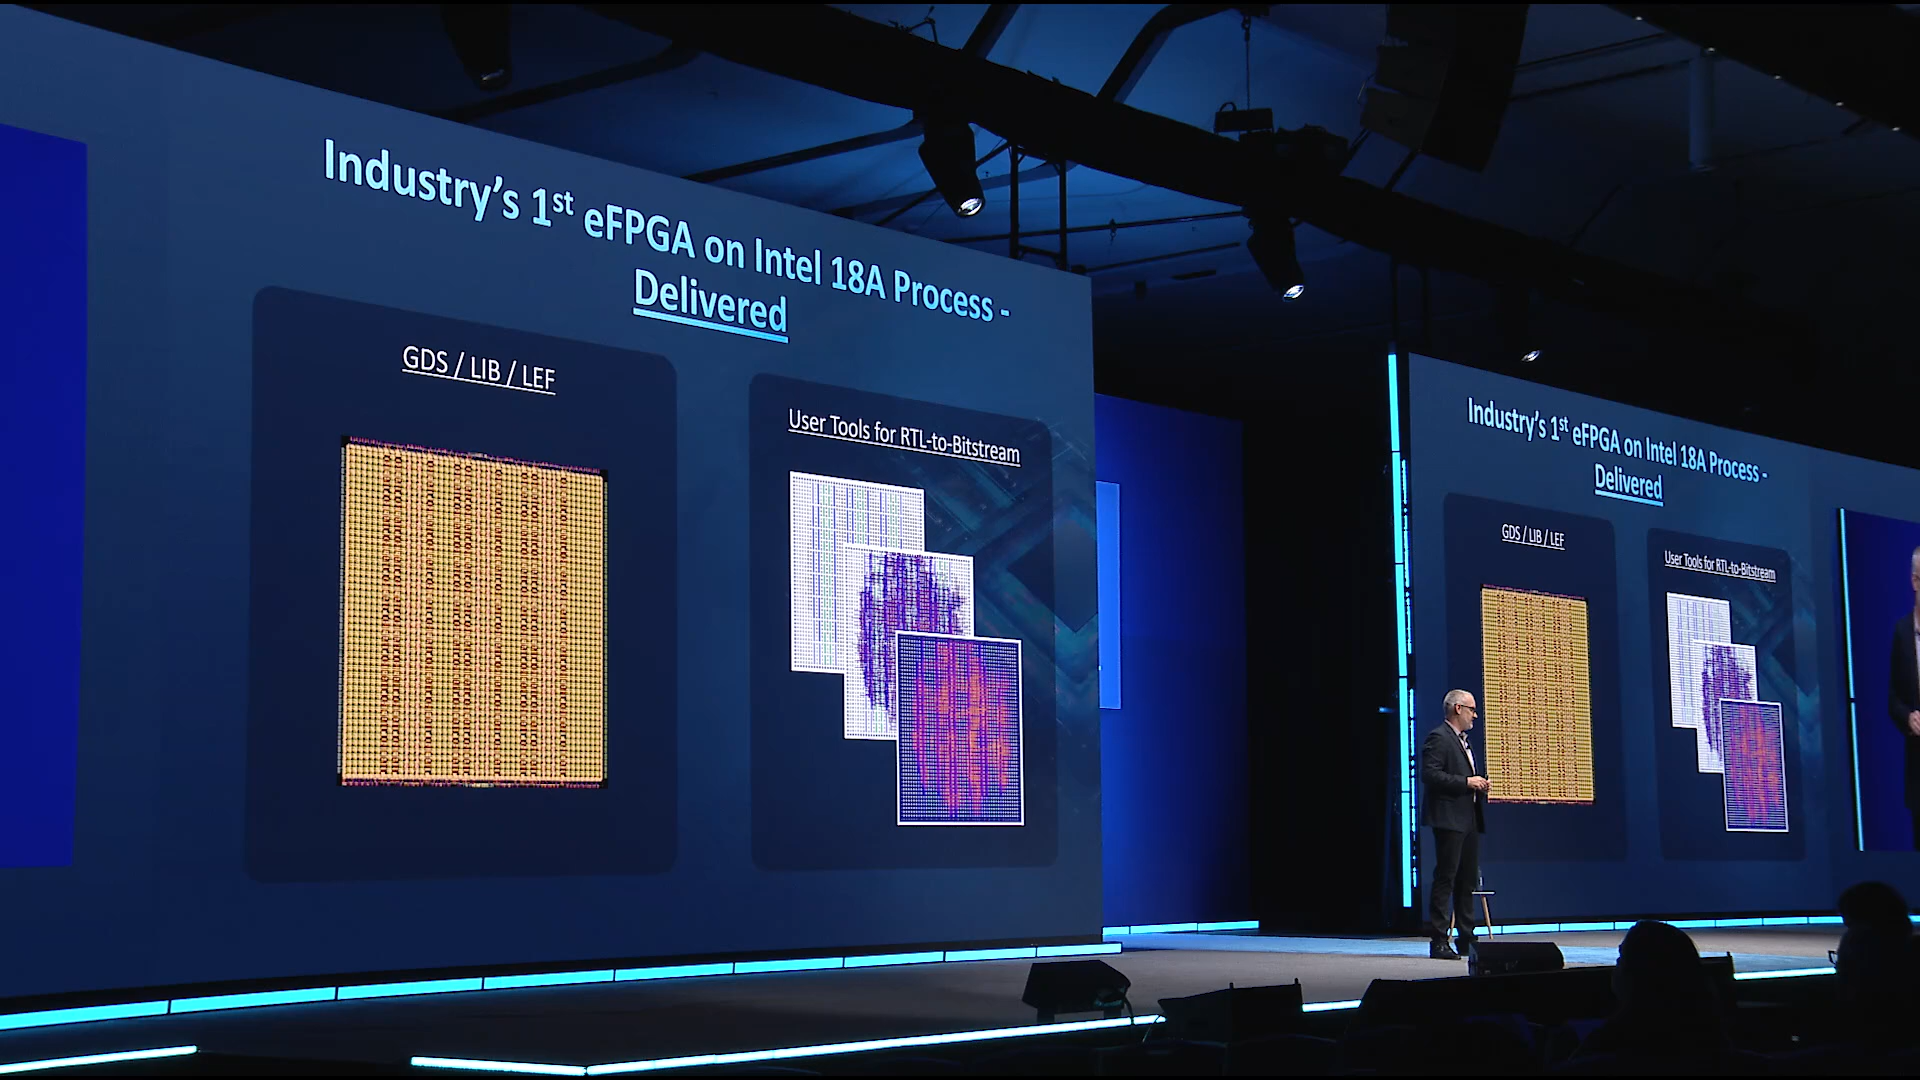 Industry's 1st eFPGA on Intel 18A Process -
Delivered
GDS / LIB / LEF
User Tools for RTL-to-Bitstream
Industry's 1st eFPGA on Intel 18A Process -
Delivered
GDS / LIB / LEF
User Tools for RTL-to-Bitstream